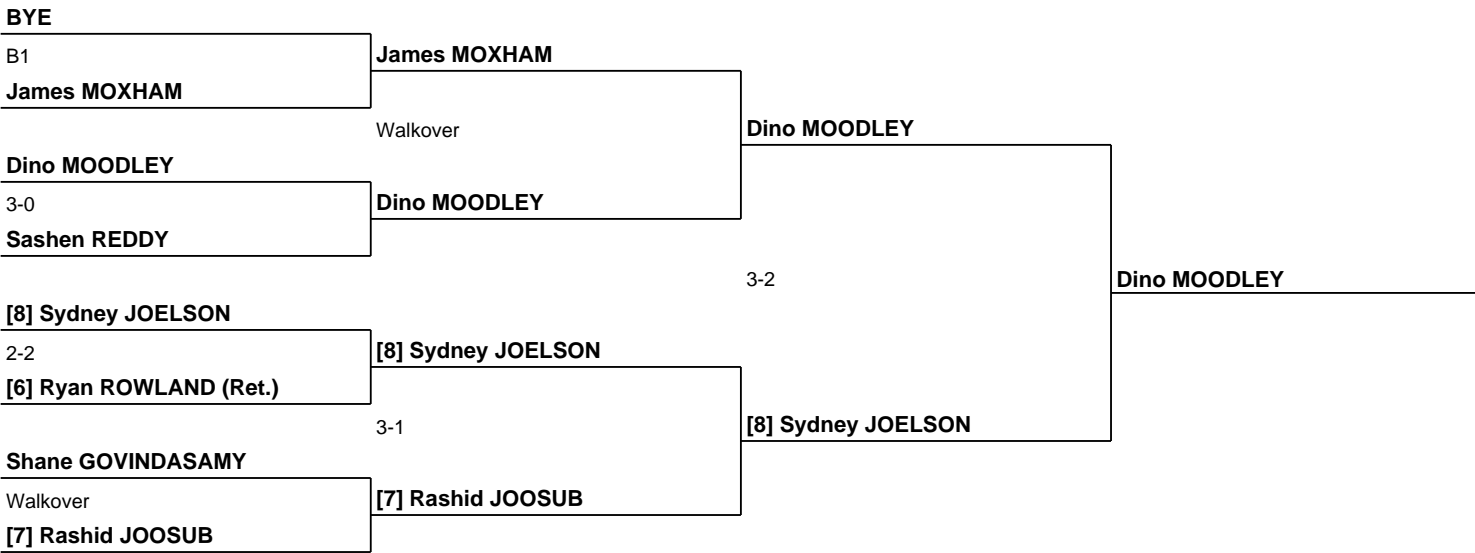 BYE
B1
James MOXHAM
James MOXHAM
Walkover
Dino MOODLEY
Dino MOODLEY
3-0
Dino MOODLEY
Sashen REDDY
3-2
Dino MOODLEY
[8] Sydney JOELSON
2-2
[8] Sydney JOELSON
[6] Ryan ROWLAND (Ret.)
3-1
[8] Sydney JOELSON
Shane GOVINDASAMY
Walkover
[7] Rashid JOOSUB
[7] Rashid JOOSUB